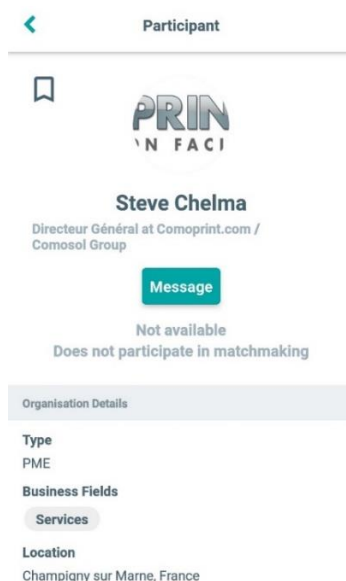 Participant
PRIN
'N FACI
Steve Chelma
Directeur Général at Comoprint.com /
Comosol Group
Message
Not available
Does not participate in matchmaking
Organisation Details
Type
PME
Business Fields
Services
Location
Champigny sur Marne, France